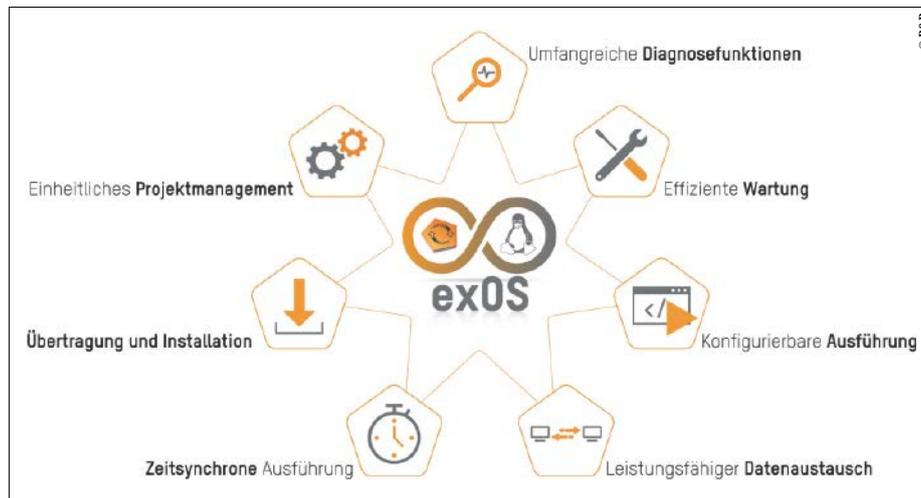 Umfangreiche Diagnosefunktionen
Einheitliches Projektmanagement
Effiziente Wartung
exOS
</>
Übertragung und Installation
Konfigurierbare Ausführung
Zeitsynchrone Ausführung
Leistungsfähiger Datenaustausch